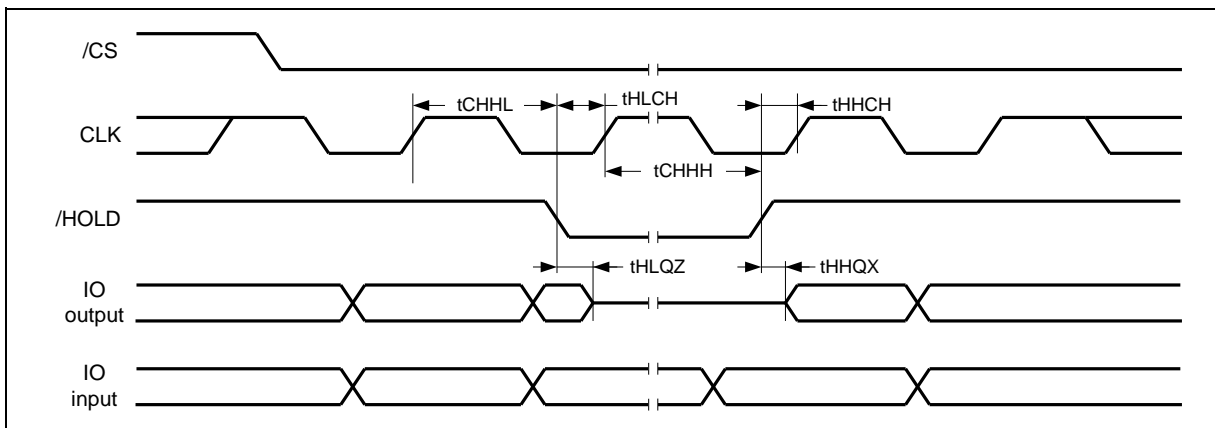 /CS
tCHHL
tHLCH
tHHCH
CLK
tCHHH
/HOLD
tHLQZ
tHHQX
IO
output
IO
input